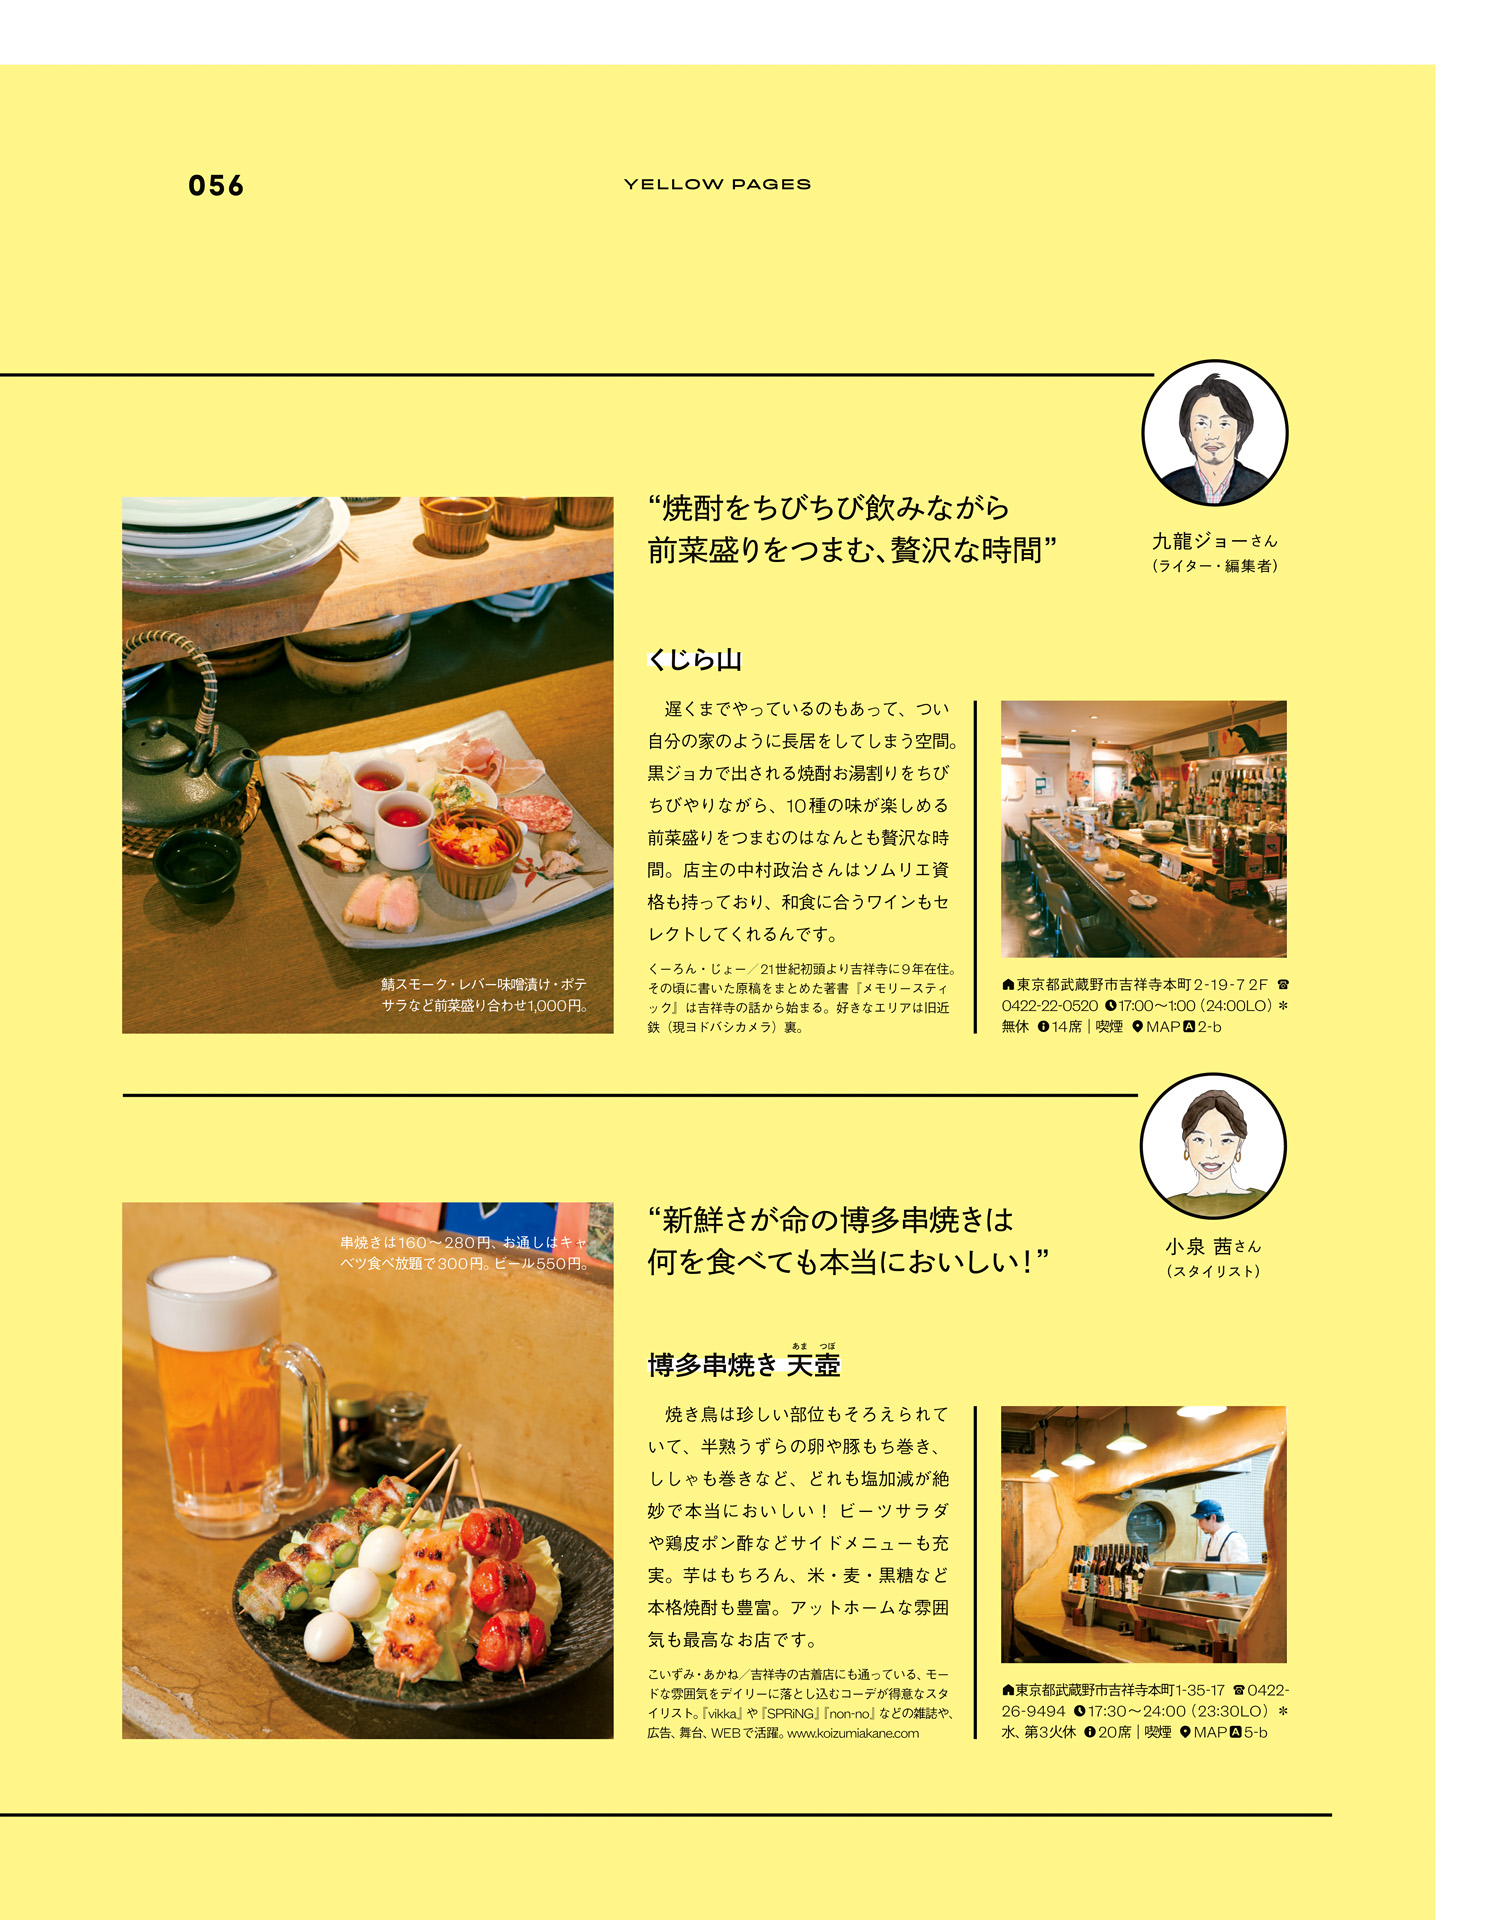 056
YELLOW PAGES
“焼酎をちびちび飲みながら
前菜盛りをつまむ、贅沢な時間”
九龍ジョーさん
（ライター・編集者）
くじら山
遅くまでやっているのもあって、つい
自分の家のように長居をしてしまう空間。
黒ジョカで出される焼酎お湯割りをちび
ちびやりながら、10種の味が楽しめる
前菜盛りをつまむのはなんとも贅沢な時
間。店主の中村政治さんはソムリエ資
格も持っており、和食に合うワインもセ
レクトしてくれるんです。
くーろん・じょー／21世紀初頭より吉祥寺に9年在住。
その頃に書いた原稿をまとめた著書『メモリースティ
ック』は吉祥寺の話から始まる。好きなエリアは旧近
鉄（現ヨドバシカメラ）裏。
鯖スモーク・レバー味噌漬け・ポテ
サラなど前菜盛り合わせ1,000円。
東京都武蔵野市吉祥寺本町2-19-7 2F ☎
0422-22-0520 17:00〜1:00（24:00LO）＊
無休 14席｜喫煙 MAP A 2-b
“新鮮さが命の博多串焼きは
何を食べても本当においしい！”
小泉 茜さん
（スタイリスト）
串焼きは160〜280円、お通しはキャ
ベツ食べ放題で300円。ビール550円。
あま つぼ
博多串焼き 天壺
焼き鳥は珍しい部位もそろえられて
いて、半熟うずらの卵や豚もち巻き、
ししゃも巻きなど、どれも塩加減が絶
妙で本当においしい！ ビーツサラダ
や鶏皮ポン酢などサイドメニューも充
実。芋はもちろん、米・麦・黒糖など
本格焼酎も豊富。アットホームな雰囲
気も最高なお店です。
こいずみ・あかね／吉祥寺の古着店にも通っている、モー
ドな雰囲気をデイリーに落とし込むコーデが得意なスタ
イリスト。『vikka』や『SPRiNG』『non-no』などの雑誌や、
広告、舞台、WEBで活躍。www.koizumiakane.com
東京都武蔵野市吉祥寺本町1-35-17 ☎0422-
26-9494 17:30〜24:00（23:30LO）＊
水、第3火休 20席｜喫煙 MAP A 5-b